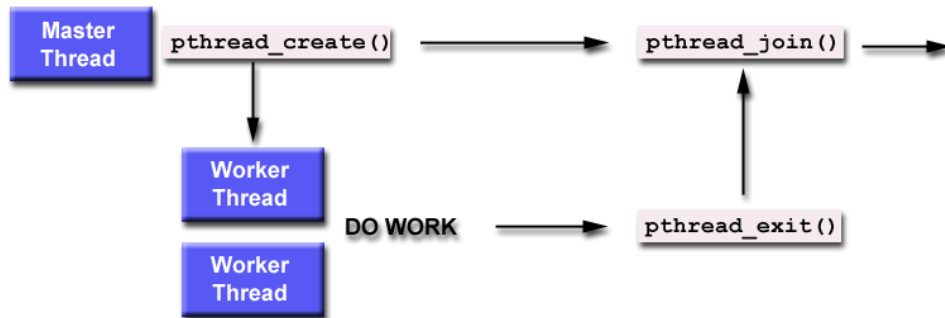 Master
Thread
pthread_create()
pthread_join()
Worker
Thread
DO WORK
pthread_exit()
Worker
Thread